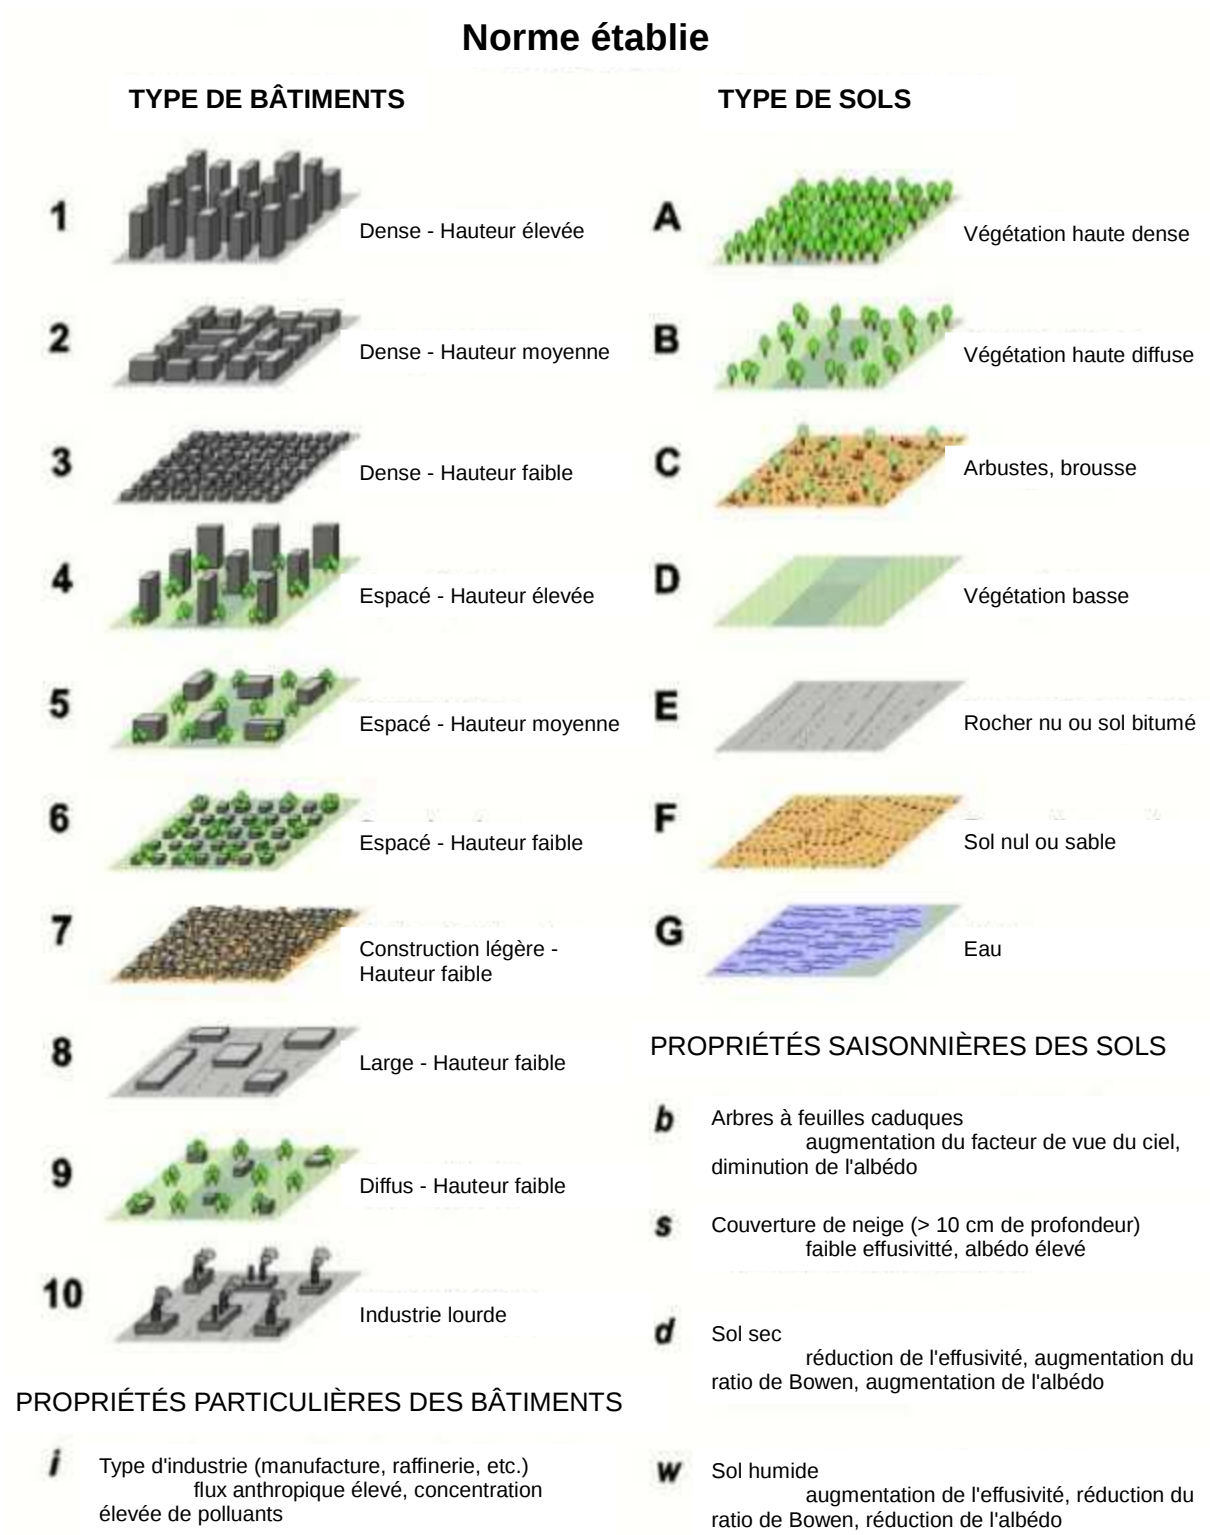 Norme établie
TYPE DE BÂTIMENTS
1
Dense - Hauteur élevée
2
Dense - Hauteur moyenne
3
Dense - Hauteur faible
4
Espacé - Hauteur élevée
5
Espacé - Hauteur moyenne
6
Espacé - Hauteur faible
7
Construction légère -
Hauteur faible
8
Large - Hauteur faible
9
Diffus - Hauteur faible
10
Industrie lourde
PROPRIÉTÉS PARTICULIÈRES DES BÂTIMENTS
i
Type d'industrie (manufacture, raffinerie, etc.)
flux anthropique élevé, concentration
élevée de polluants
TYPE DE SOLS
A
Végétation haute dense
B
Végétation haute diffuse
C
Arbustes, brousse
D
Végétation basse
E
Rocher nu ou sol bitumé
F
Sol nul ou sable
G
Eau
PROPRIÉTÉS SAISONNIÈRES DES SOLS
b
Arbres à feuilles caduques
augmentation du facteur de vue du ciel,
diminution de l'albédo
s
Couverture de neige (> 10 cm de profondeur)
faible effusivitté, albédo élevé
d
Sol sec
réduction de l'effusivité, augmentation du
ratio de Bowen, augmentation de l'albédo
w
Sol humide
augmentation de l'effusivité, réduction du
ratio de Bowen, réduction de l'albédo